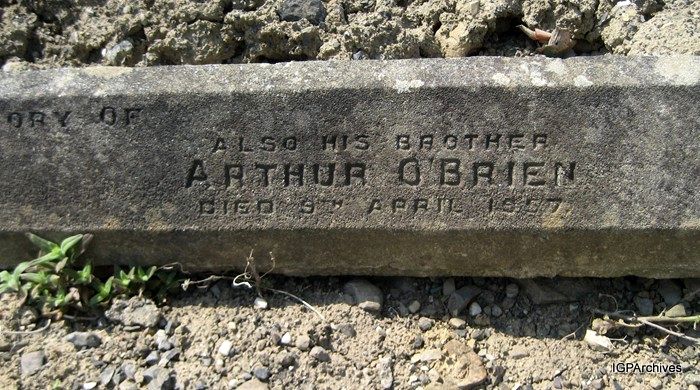 ORY OF
ALSO HIS BROTHER
ARTHUR O'BRIEN
DIED 9TH APRIL 1957
IGPArchives